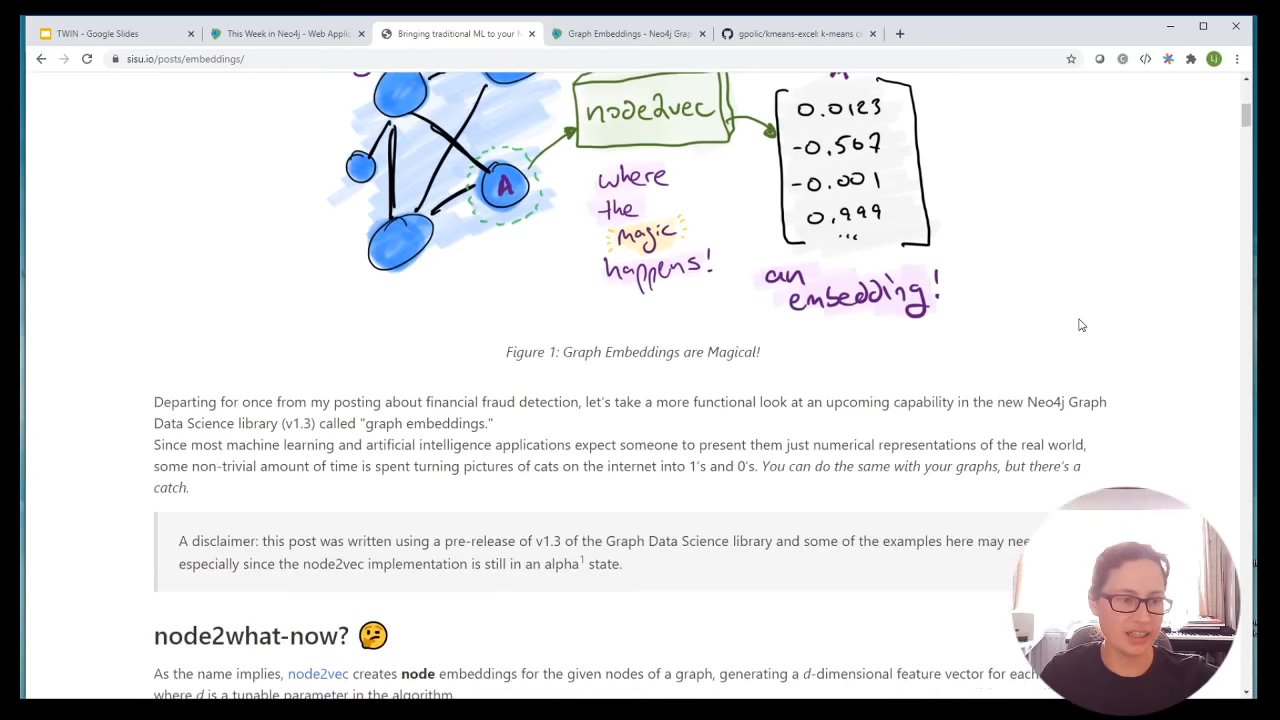 TWIN - Google Slides
This Week in Neo4j - Web Applic
Bringing traditional ML to your N
Graph Embeddings - Neo4j Grap
gpolic/kmeans-excel: k-means cl
sisu.io/posts/embeddings/
Lj
A
node2vec
where
the
magic
happens!
0.0123
-0.567
-0.001
0.999
...
an
embedding!
Figure 1: Graph Embeddings are Magical!
Departing for once from my posting about financial fraud detection, let's take a more functional look at an upcoming capability in the new Neo4j Graph
Data Science library (v1.3) called "graph embeddings."
Since most machine learning and artificial intelligence applications expect someone to present them just numerical representations of the real world,
some non-trivial amount of time is spent turning pictures of cats on the internet into 1's and 0's. You can do the same with your graphs, but there's a
catch.
A disclaimer: this post was written using a pre-release of v1.3 of the Graph Data Science library and some of the examples here may nee
especially since the node2vec implementation is still in an alpha1 state.
node2what-now? 🤔
As the name implies, node2vec creates node embeddings for the given nodes of a graph, generating a d-dimensional feature vector for each
where d is a tunable parameter in the algorithm.